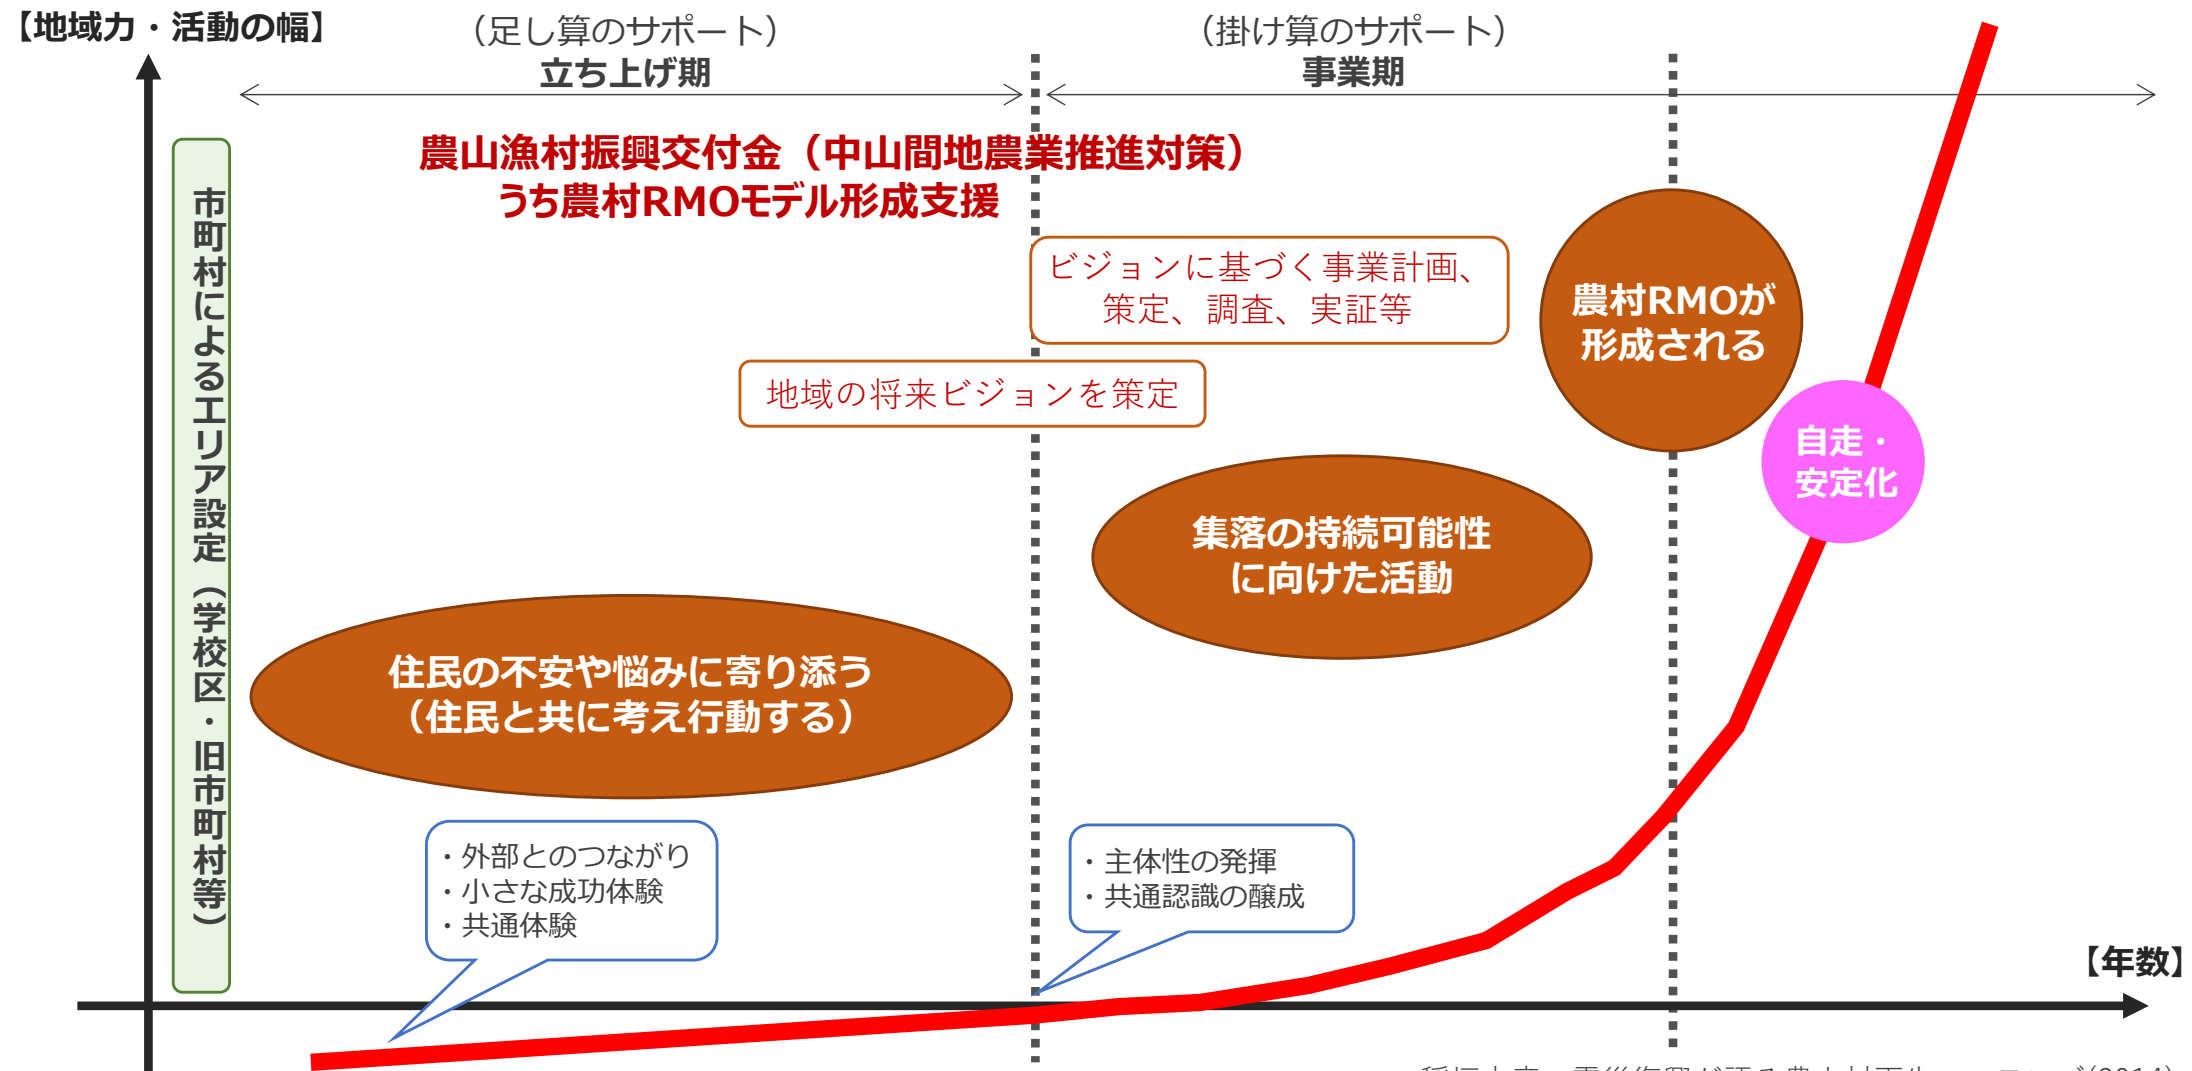 【地域力・活動の幅】
（足し算のサポート）
立ち上げ期
（掛け算のサポート）
事業期
農山漁村振興交付金（中山間地農業推進対策）
うち農村RMOモデル形成支援
市町村によるエリア設定（学校区・旧市町村等）
ビジョンに基づく事業計画、
策定、調査、実証等
農村RMOが
形成される
地域の将来ビジョンを策定
自走・
安定化
集落の持続可能性
に向けた活動
住民の不安や悩みに寄り添う
（住民と共に考え行動する）
・外部とのつながり
・小さな成功体験
・共通体験
・主体性の発揮
・共通認識の醸成
【年数】